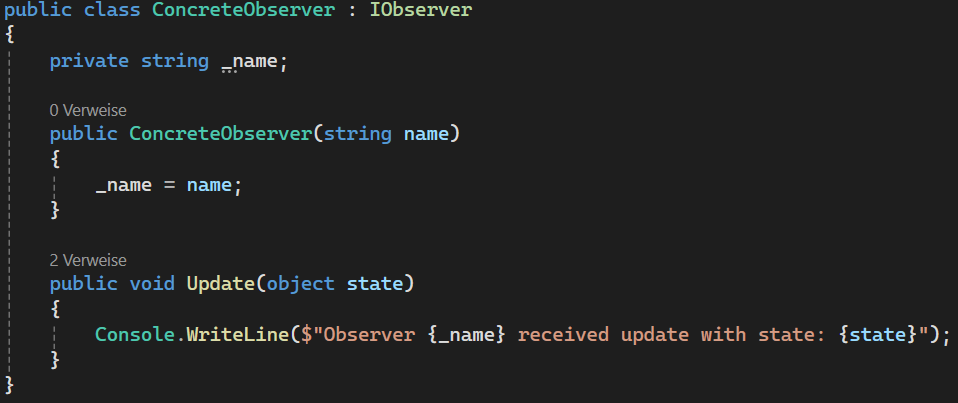 public class ConcreteObserver : IObserver
{
private string _name;
0 Verweise
public ConcreteObserver(string name)
{
_name = name;
}
2 Verweise
public void Update(object state)
{
Console.WriteLine($"Observer {_name} received update with state: {state}");
}
}